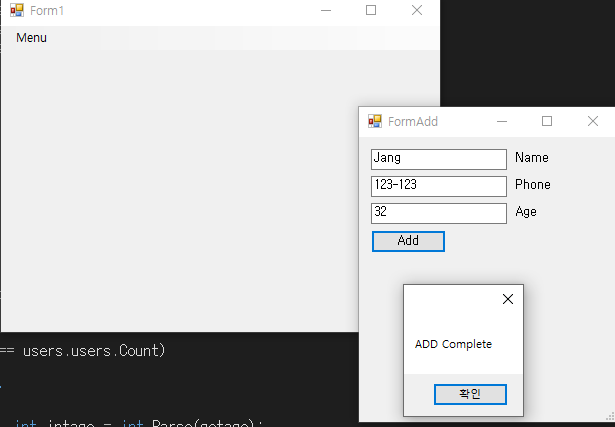 Form1
Menu
FormAdd
Jang Name
123-123 Phone
32 Age
Add
ADD Complete
확인
== users.users.Count)
int intage = int.Parse(getage);